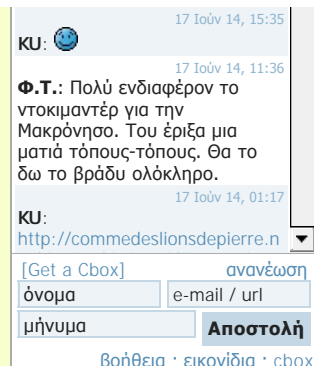 17 Ιούν 14, 15:35
KU:
17 Ιούν 14, 11:36
Φ.Τ.: Πολύ ενδιαφέρον το
ντοκιμαντέρ για την
Μακρόνησο. Του έριξα μια
ματιά τόπους-τόπους. Θα το
δω το βράδυ ολόκληρο.
17 Ιούν 14, 01:17
KU:
http://commedeslionsdepierre.n
[Get a Cbox] ανανέωση
όνομα e-mail / url
μήνυμα Αποστολή
βοήθεια · εικονίδια · cbox